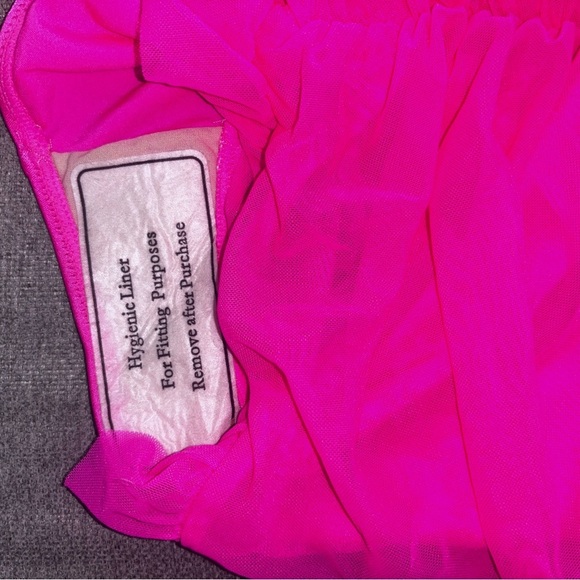 Hygienic Liner
For Fitting Purposes
Remove after Purchase